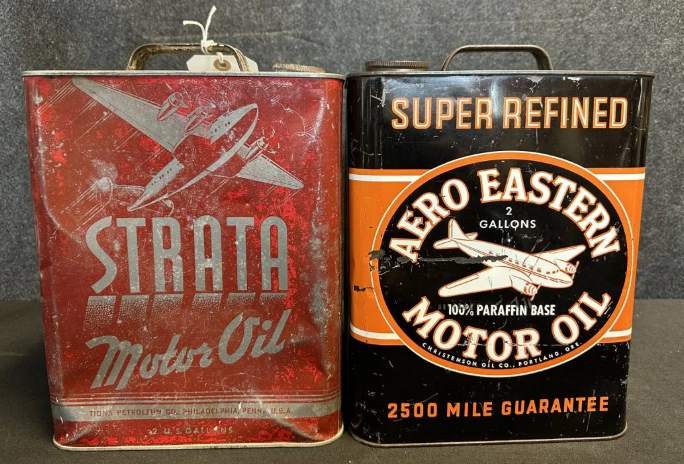 STRATA
Motor Oil
TIONA PETROLEUM CO. PHILADELPHIA, PENN., U.S.A.
2 U.S. GALLONS
SUPER REFINED
AERO EASTERN
2
GALLONS
100% PARAFFIN BASE
MOTOR OIL
CHRISTENSON OIL CO., PORTLAND, ORE.
2500 MILE GUARANTEE